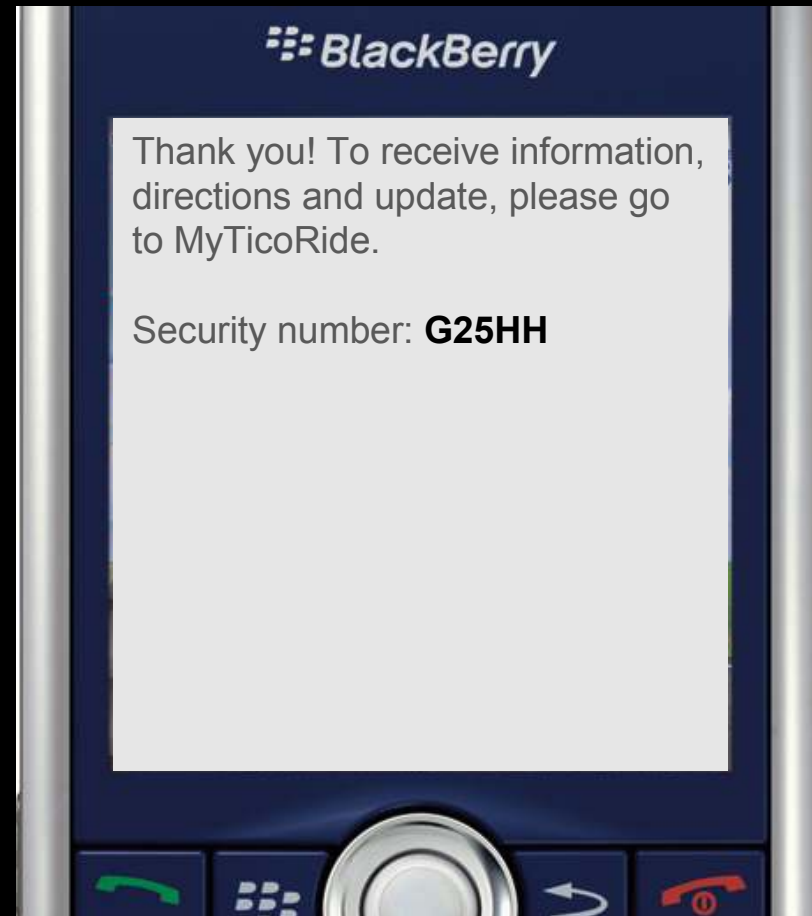 BlackBerry
Thank you! To receive information,
directions and update, please go
to MyTicoRide.
Security number: G25HH